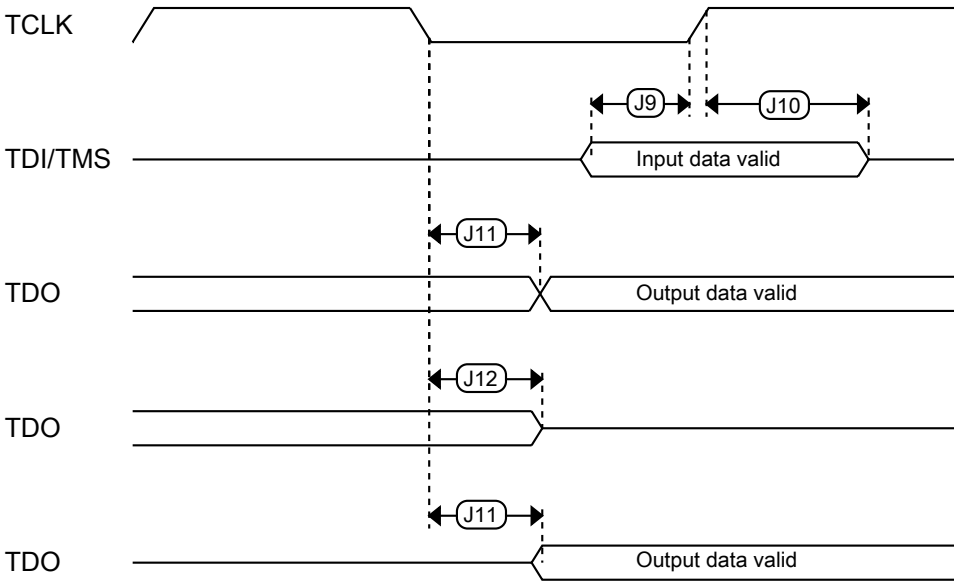 TCLK
J9
J10
TDI/TMS
Input data valid
J11
TDO
Output data valid
J12
TDO
J11
TDO
Output data valid